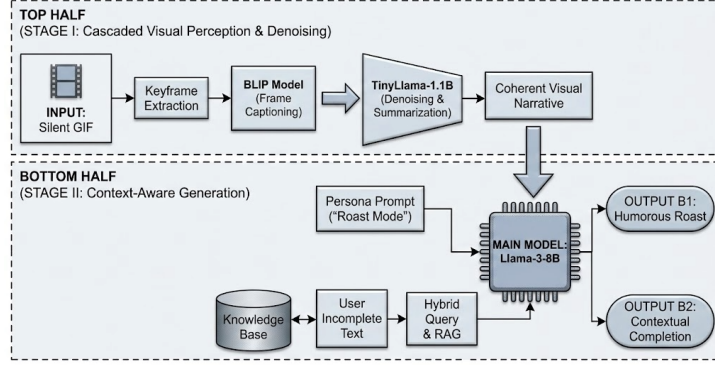 TOP HALF
(STAGE I: Cascaded Visual Perception & Denoising)
INPUT:
Silent GIF
Keyframe
Extraction
BLIP Model
(Frame
Captioning)
TinyLlama-1.1B
(Denoising &
Summarization)
Coherent Visual
Narrative
BOTTOM HALF
(STAGE II: Context-Aware Generation)
Persona Prompt
("Roast Mode")
MAIN MODEL:
Llama-3-8B
OUTPUT B1:
Humorous Roast
Knowledge
Base
User
Incomplete
Text
Hybrid
Query
& RAG
OUTPUT B2:
Contextual
Completion